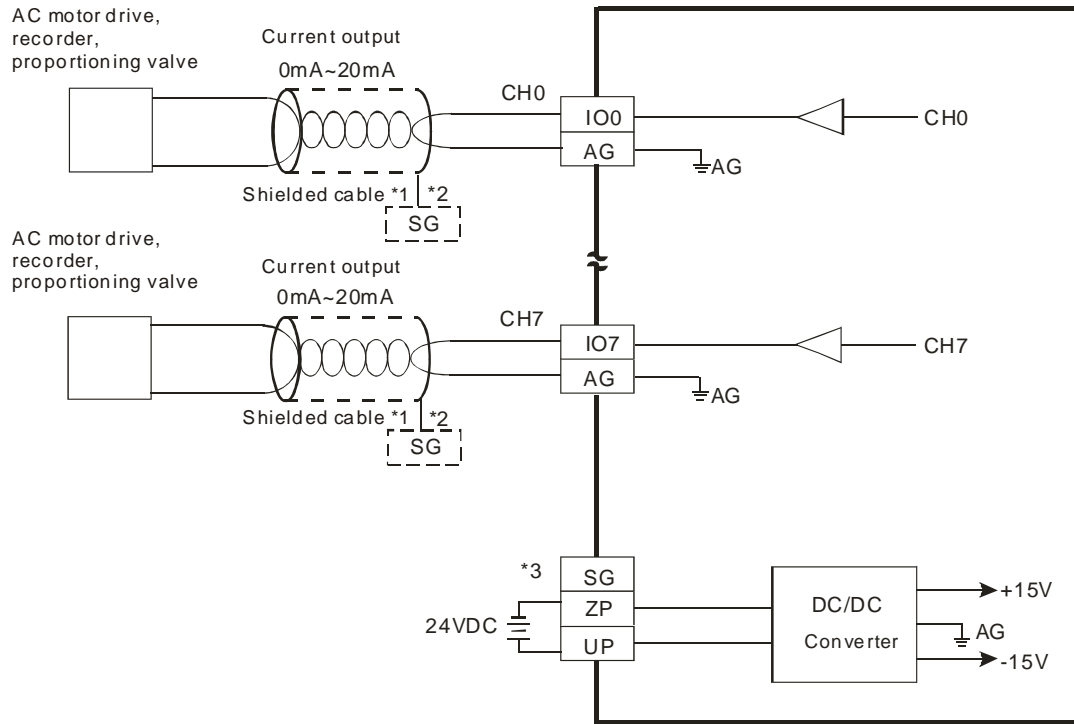 AC motor drive,
recorder,
proportioning valve
Current output
0mA~20mA
CH0
IO0
AG
CH0
AG
Shielded cable *1 *2
SG
AC motor drive,
recorder,
proportioning valve
Current output
0mA~20mA
CH7
IO7
AG
CH7
AG
Shielded cable *1 *2
SG
*3
SG
ZP
UP
24VDC
DC/DC
Converter
+15V
AG
-15V